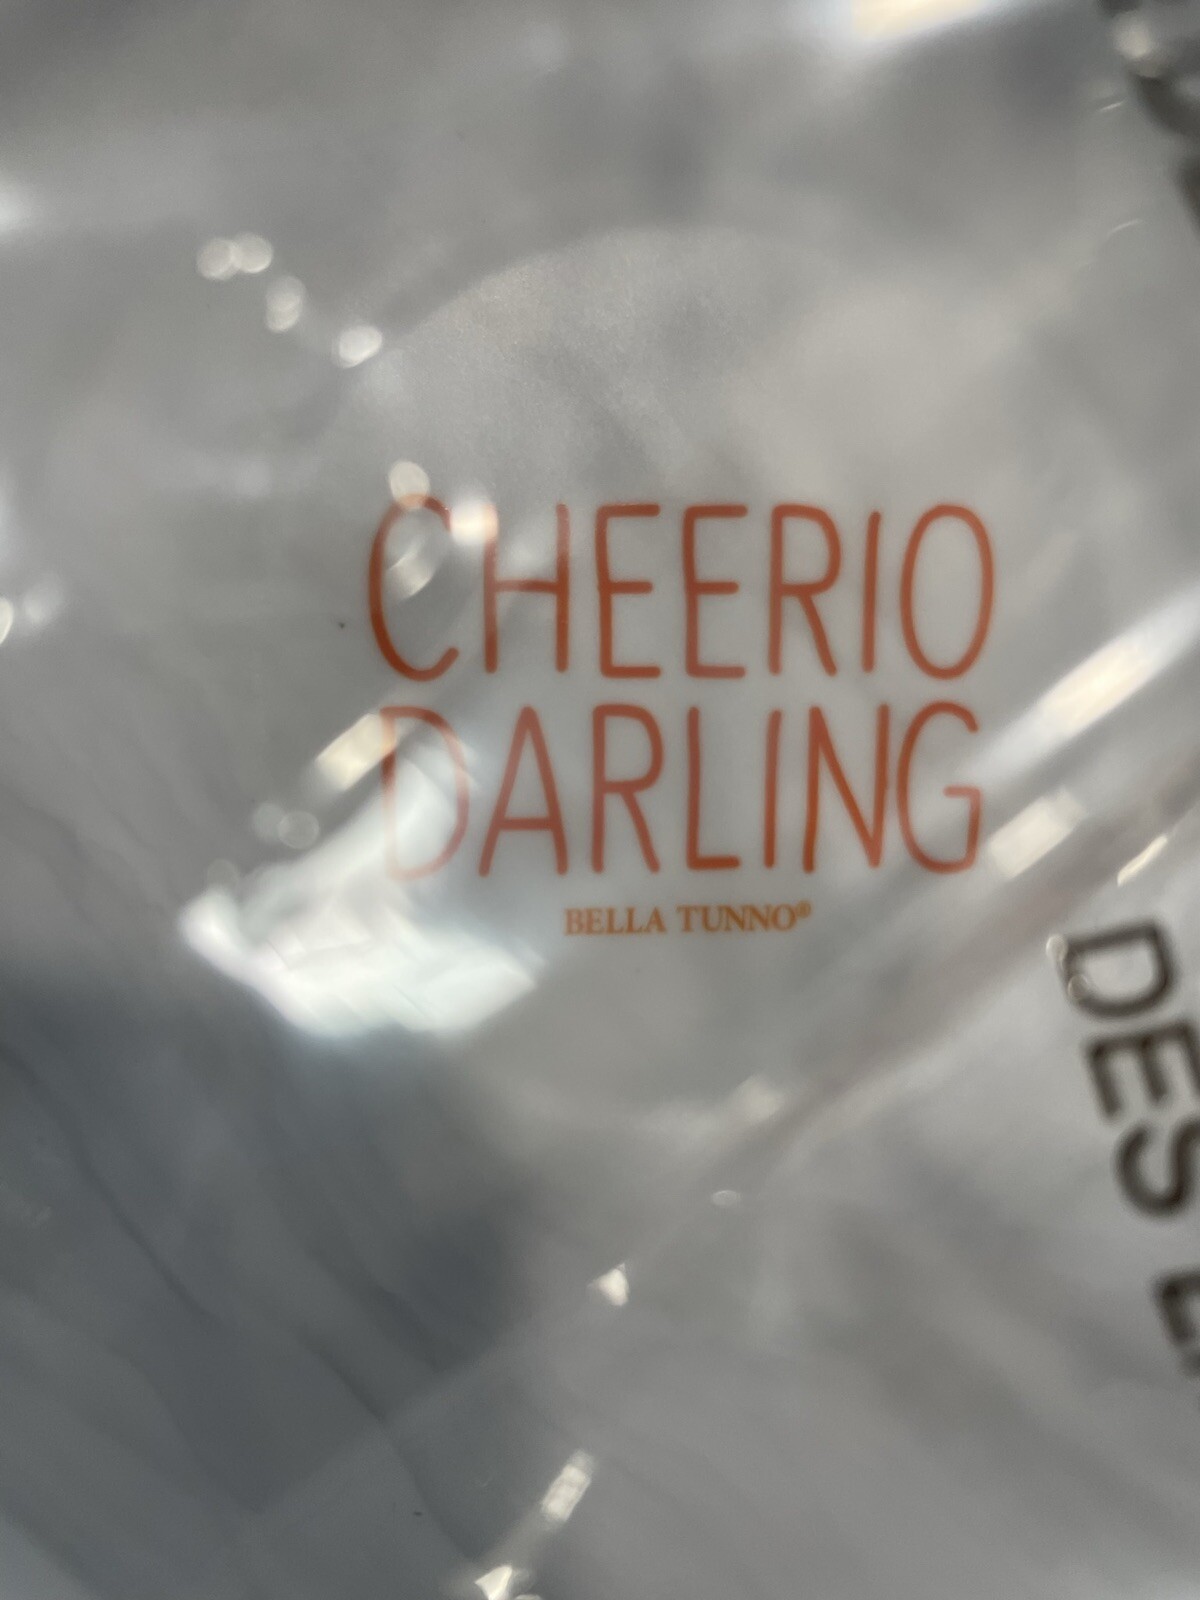 CHEERIO
DARLING
BELLA TUNNO®
DES